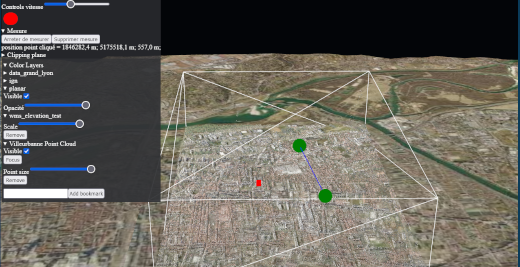 Controls vitesse
▾ Mesure
Arreter de mesurer Supprimer mesure
position point cliqué = 1846282,4 m; 5175518,1 m; 557,0 m;
▸ Clipping plane
▾ Color Layers
▸ data_grand_lyon
▸ ign
▾ planar
Visible
Opacité
▾ wms_elevation_test
Scale
Remove
▾ Villeurbanne Point Cloud
Visible
Focus
Point size
Remove
Add bookmark